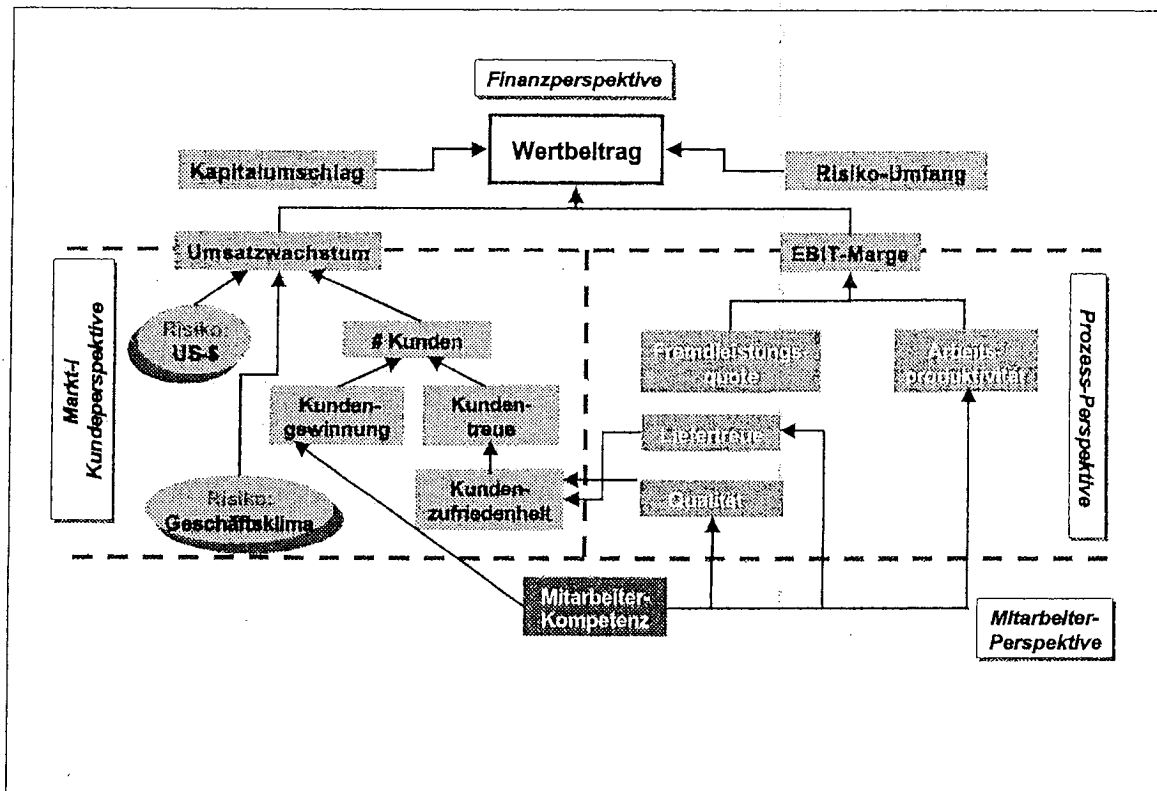 Finanzperspektive
Wertbeitrag
Kapitalumschlag
Risiko-Umfang
Umsatzwachstum
EBIT-Marge
Markt-/
Kundeperspektive
Prozess-Perspektive
Risiko:
US-$
# Kunden
Fremdleistungs-
quote
Arbeits-
produktivität
Kunden-
gewinnung
Kunden-
treue
Liefertreue
Risiko:
Geschäftsklima
Kunden-
zufriedenheit
Qualität
Mitarbeiter-
Kompetenz
Mitarbeiter-
Perspektive